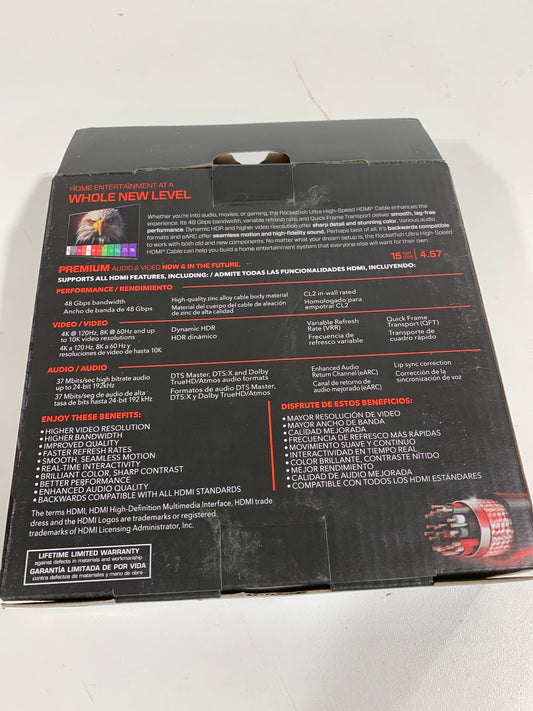 HOME ENTERTAINMENT AT A
WHOLE NEW LEVEL
Whether you're into audio, movies, or gaming, the Rocketfish Ultra High-Speed HDMI® Cable enhances the
experience. Its 48 Gbps bandwidth, variable refresh rate, and Quick Frame Transport deliver smooth, lag-free
performance. Dynamic HDR and higher video resolution offer sharp detail and stunning color. Various audio
formats and eARC offer seamless motion and high-fidelity sound. Perhaps best of all, it's backwards compatible
to work with both old and new components. No matter what your dream setup is, the Rocketfish Ultra High-Speed
HDMI® Cable can help you build a home entertainment system that everyone else will want for their own.
PREMIUM AUDIO & VIDEO NOW & IN THE FUTURE.
15 4.57
SUPPORTS ALL HDMI FEATURES, INCLUDING: / ADMITE TODAS LAS FUNCIONALIDADES HDMI, INCLUYENDO:
PERFORMANCE / RENDIMIENTO
48 Gbps bandwidth
Ancho de banda de 48 Gbps
High-quality zinc alloy cable body material
Material del cuerpo del cable de aleación
de zinc de alta calidad
CL2 in-wall rated
Homologado para
empotrar CL2
VIDEO / VIDEO
4K @ 120Hz, 8K @ 60Hz and up
to 10K video resolutions
4K a 120 Hz, 8K a 60 Hz y
resoluciones de video de hasta 10K
Dynamic HDR
HDR dinámico
Variable Refresh
Rate (VRR)
Frecuencia de
refresco variable
Quick Frame
Transport (QFT)
Transporte de
cuadro rápido
AUDIO / AUDIO
37 Mbits/sec high bitrate audio
up to 24-bit 192kHz
37 Mbits/seg de audio de alta
tasa de bits hasta 24-bit 192 kHz
DTS Master, DTS:X and Dolby
TrueHD/Atmos audio formats
Formatos de audio DTS Master,
DTS:X y Dolby TrueHD/Atmos
Enhanced Audio
Return Channel (eARC)
Canal de retorno de
audio mejorado (eARC)
Lip sync correction
Corrección de la
sincronización de voz
ENJOY THESE BENEFITS:
• HIGHER VIDEO RESOLUTION
• HIGHER BANDWIDTH
• IMPROVED QUALITY
• FASTER REFRESH RATES
• SMOOTH, SEAMLESS MOTION
• REAL-TIME INTERACTIVITY
• BRILLIANT COLOR, SHARP CONTRAST
• BETTER PERFORMANCE
• ENHANCED AUDIO QUALITY
• BACKWARDS COMPATIBLE WITH ALL HDMI STANDARDS
DISFRUTE DE ESTOS BENEFICIOS:
• MAYOR RESOLUCIÓN DE VIDEO
• MAYOR ANCHO DE BANDA
• CALIDAD MEJORADA
• FRECUENCIA DE REFRESCO MÁS RÁPIDAS
• MOVIMIENTO SUAVE Y CONTINUO
• INTERACTIVIDAD EN TIEMPO REAL
• COLOR BRILLANTE, CONTRASTE NITIDO
• MEJOR RENDIMIENTO
• CALIDAD DE AUDIO MEJORADA
• COMPATIBLE CON TODOS LOS HDMI ESTÁNDARES
The terms HDMI, HDMI High-Definition Multimedia Interface, HDMI trade
dress and the HDMI Logos are trademarks or registered
trademarks of HDMI Licensing Administrator, Inc.
LIFETIME LIMITED WARRANTY
against defects in materials and workmanship
GARANTÍA LIMITADA DE POR VIDA
contra defectos de materiales y mano de obra